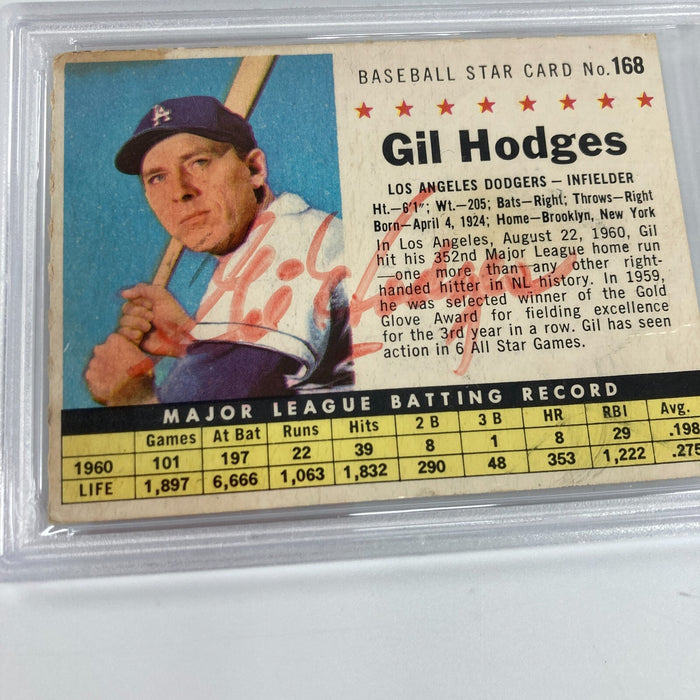 LA
BASEBALL STAR CARD No. 168
Gil Hodges
LOS ANGELES DODGERS — INFIELDER
Ht.—6'1"; Wt.—205; Bats—Right; Throws—Right
Born—April 4, 1924; Home—Brooklyn, New York
In Los Angeles, August 22, 1960, Gil
hit his 352nd Major League home run
—one more than any other right-
handed hitter in NL history. In 1959,
he was selected winner of the Gold
Glove Award for fielding excellence
for the 3rd year in a row. Gil has seen
action in 6 All Star Games.
Gil Hodges
MAJOR LEAGUE BATTING RECORD
Games At Bat Runs Hits 2 B 3 B HR RBI Avg.
1960 101 197 22 39 8 1 8 29 .198
LIFE 1,897 6,666 1,063 1,832 290 48 353 1,222 .275